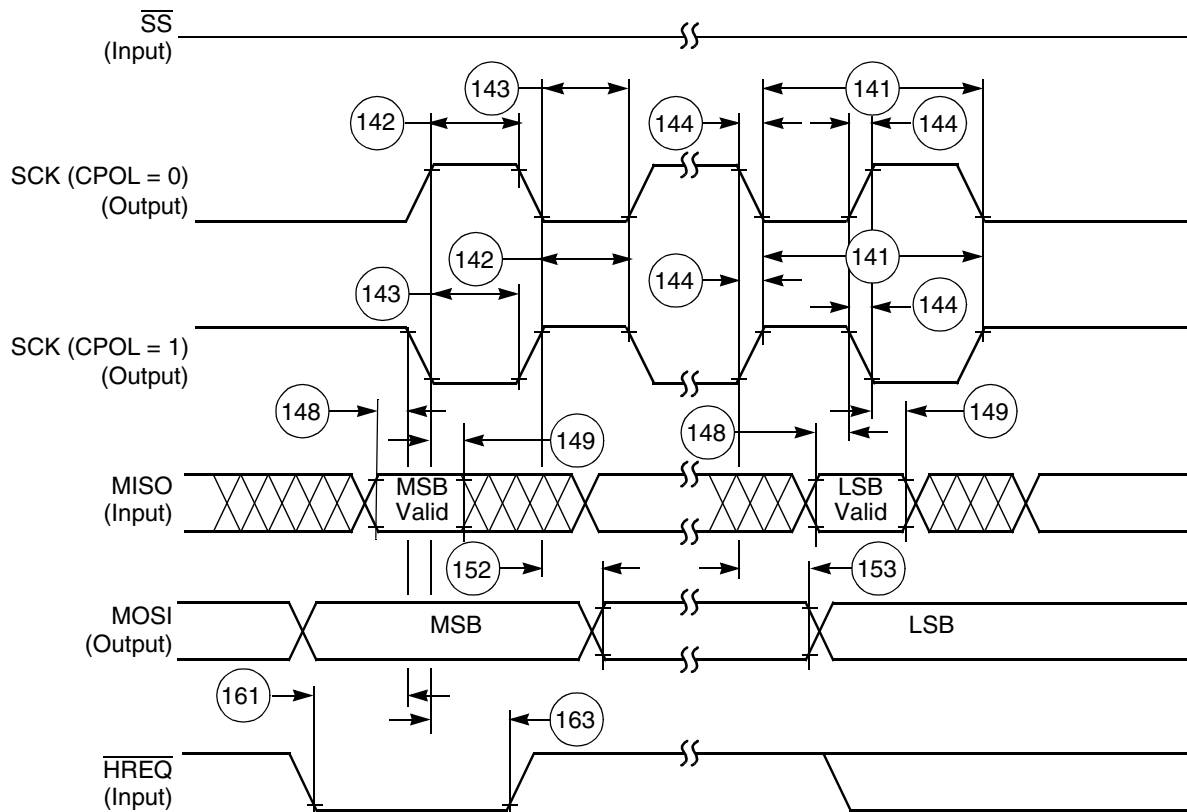 SS
(Input)
143
141
142
144
144
SCK (CPOL = 0)
(Output)
142
141
143
144
144
SCK (CPOL = 1)
(Output)
148
149
148
149
MISO
(Input)
MSB
Valid
LSB
Valid
152
153
MOSI
(Output)
MSB
LSB
161
163
HREQ
(Input)